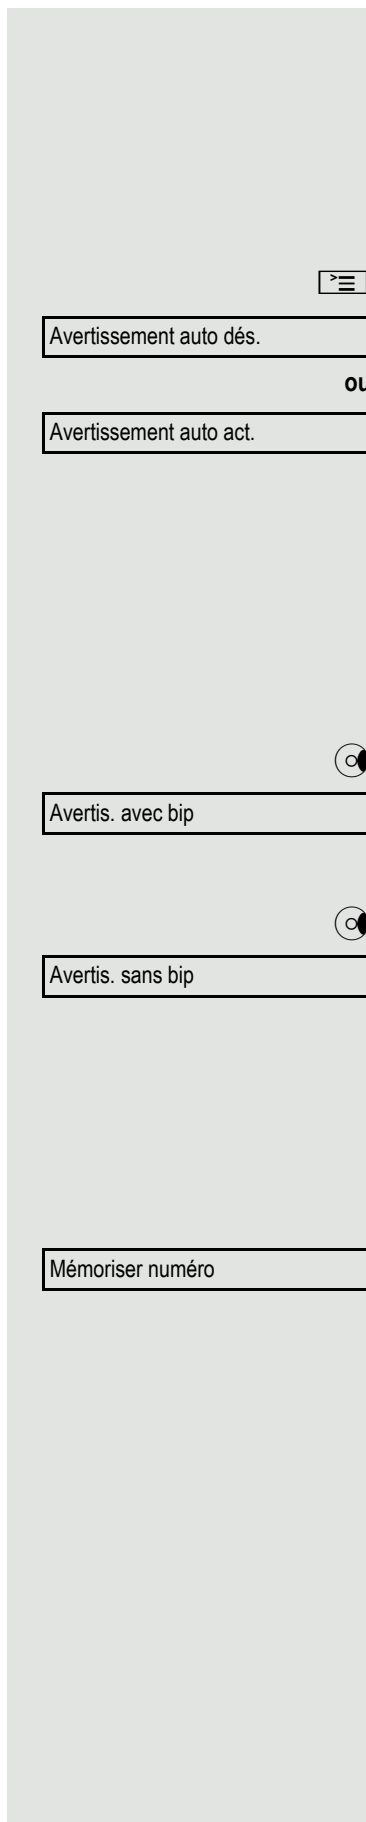 Avertissement auto dés.
ou
Avertissement auto act.
Avertis. avec bip
Avertis. sans bip
Mémoriser numéro